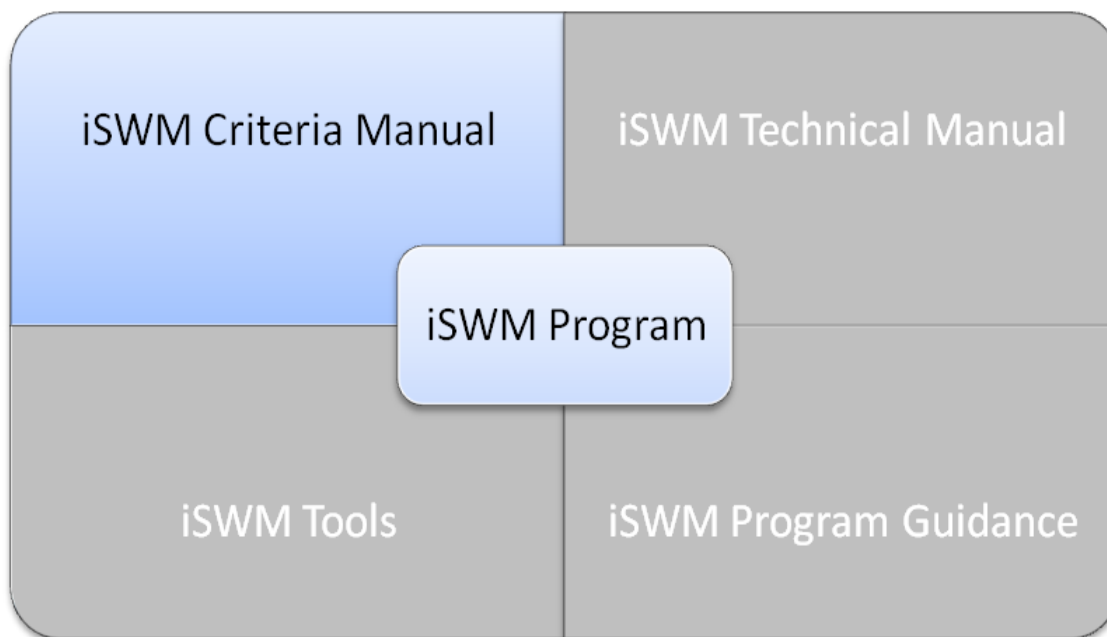 iSWM Criteria Manual
iSWM Technical Manual
iSWM Program
iSWM Tools
iSWM Program Guidance